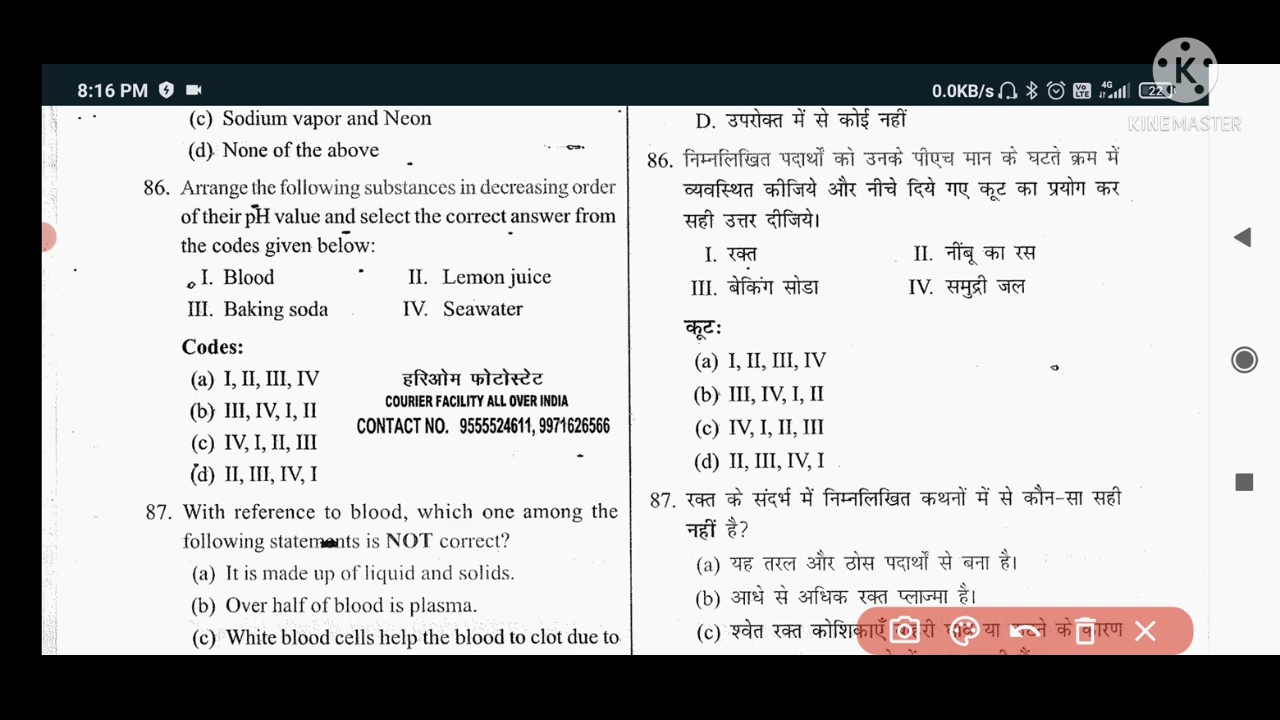 8:16 PM
0.0KB/s
4G
Vo LTE
22
K
KINEMASTER
(c) Sodium vapor and Neon
(d) None of the above
86. Arrange the following substances in decreasing order
of their pH value and select the correct answer from
the codes given below:
I. Blood II. Lemon juice
III. Baking soda IV. Seawater
Codes:
(a) I, II, III, IV
(b) III, IV, I, II
(c) IV, I, II, III
(d) II, III, IV, I
हरिओम फोटोस्टेट
COURIER FACILITY ALL OVER INDIA
CONTACT NO. 9555524611, 9971626566
87. With reference to blood, which one among the
following statements is NOT correct?
(a) It is made up of liquid and solids.
(b) Over half of blood is plasma.
(c) White blood cells help the blood to clot due to
D. उपरोक्त में से कोई नहीं
86. निम्नलिखित पदार्थों को उनके पीएच मान के घटते क्रम में
व्यवस्थित कीजिये और नीचे दिये गए कूट का प्रयोग कर
सही उत्तर दीजिये।
I. रक्त II. नींबू का रस
III. बेकिंग सोडा IV. समुद्री जल
कूट:
(a) I, II, III, IV
(b) III, IV, I, II
(c) IV, I, II, III
(d) II, III, IV, I
87. रक्त के संदर्भ में निम्नलिखित कथनों में से कौन-सा सही
नहीं है?
(a) यह तरल और ठोस पदार्थों से बना है।
(b) आधे से अधिक रक्त प्लाज्मा है।
(c) श्वेत रक्त कोशिकाएँ या कटने के कारण